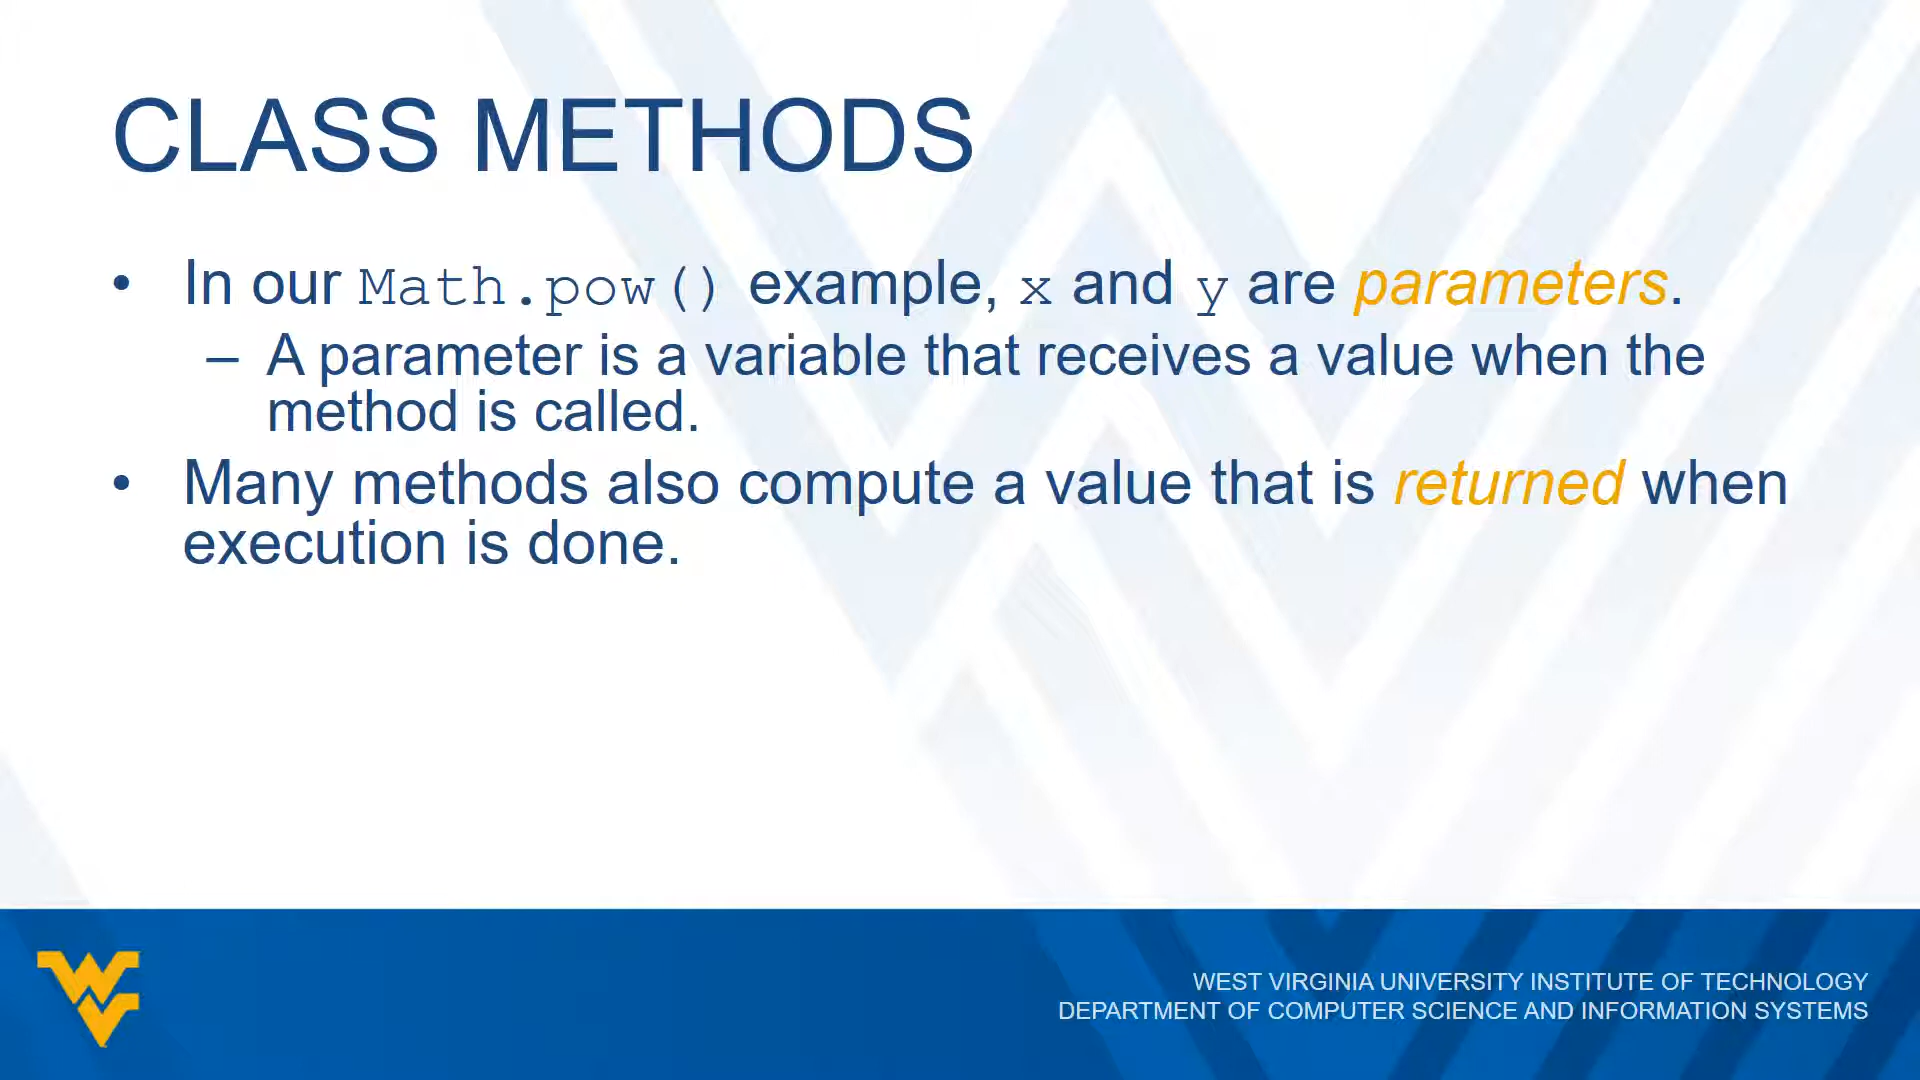 CLASS METHODS
• In our Math.pow() example, x and y are parameters.
– A parameter is a variable that receives a value when the
method is called.
• Many methods also compute a value that is returned when
execution is done.
WEST VIRGINIA UNIVERSITY INSTITUTE OF TECHNOLOGY
DEPARTMENT OF COMPUTER SCIENCE AND INFORMATION SYSTEMS